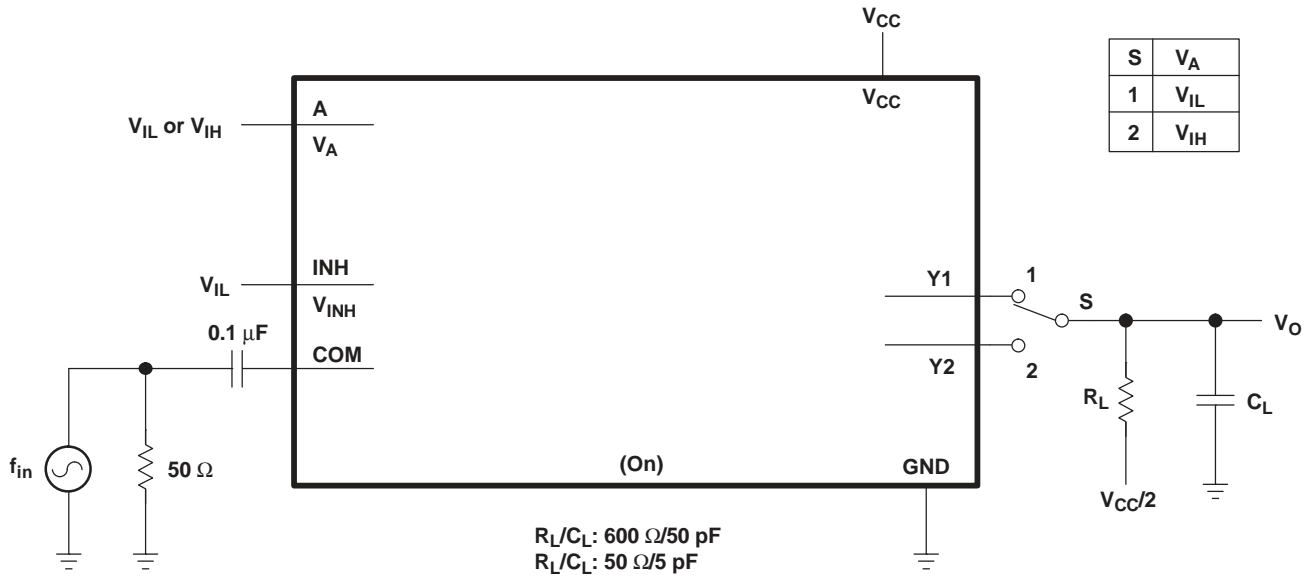 VCC
VCC
S VA
1 VIL
2 VIH
VIL or VIH
A
VA
VIL
INH
VINH
0.1 μF
COM
fin
50 Ω
(On)
GND
Y1
Y2
1
S
2
VO
RL
CL
VCC/2
RL/CL: 600 Ω/50 pF
RL/CL: 50 Ω/5 pF